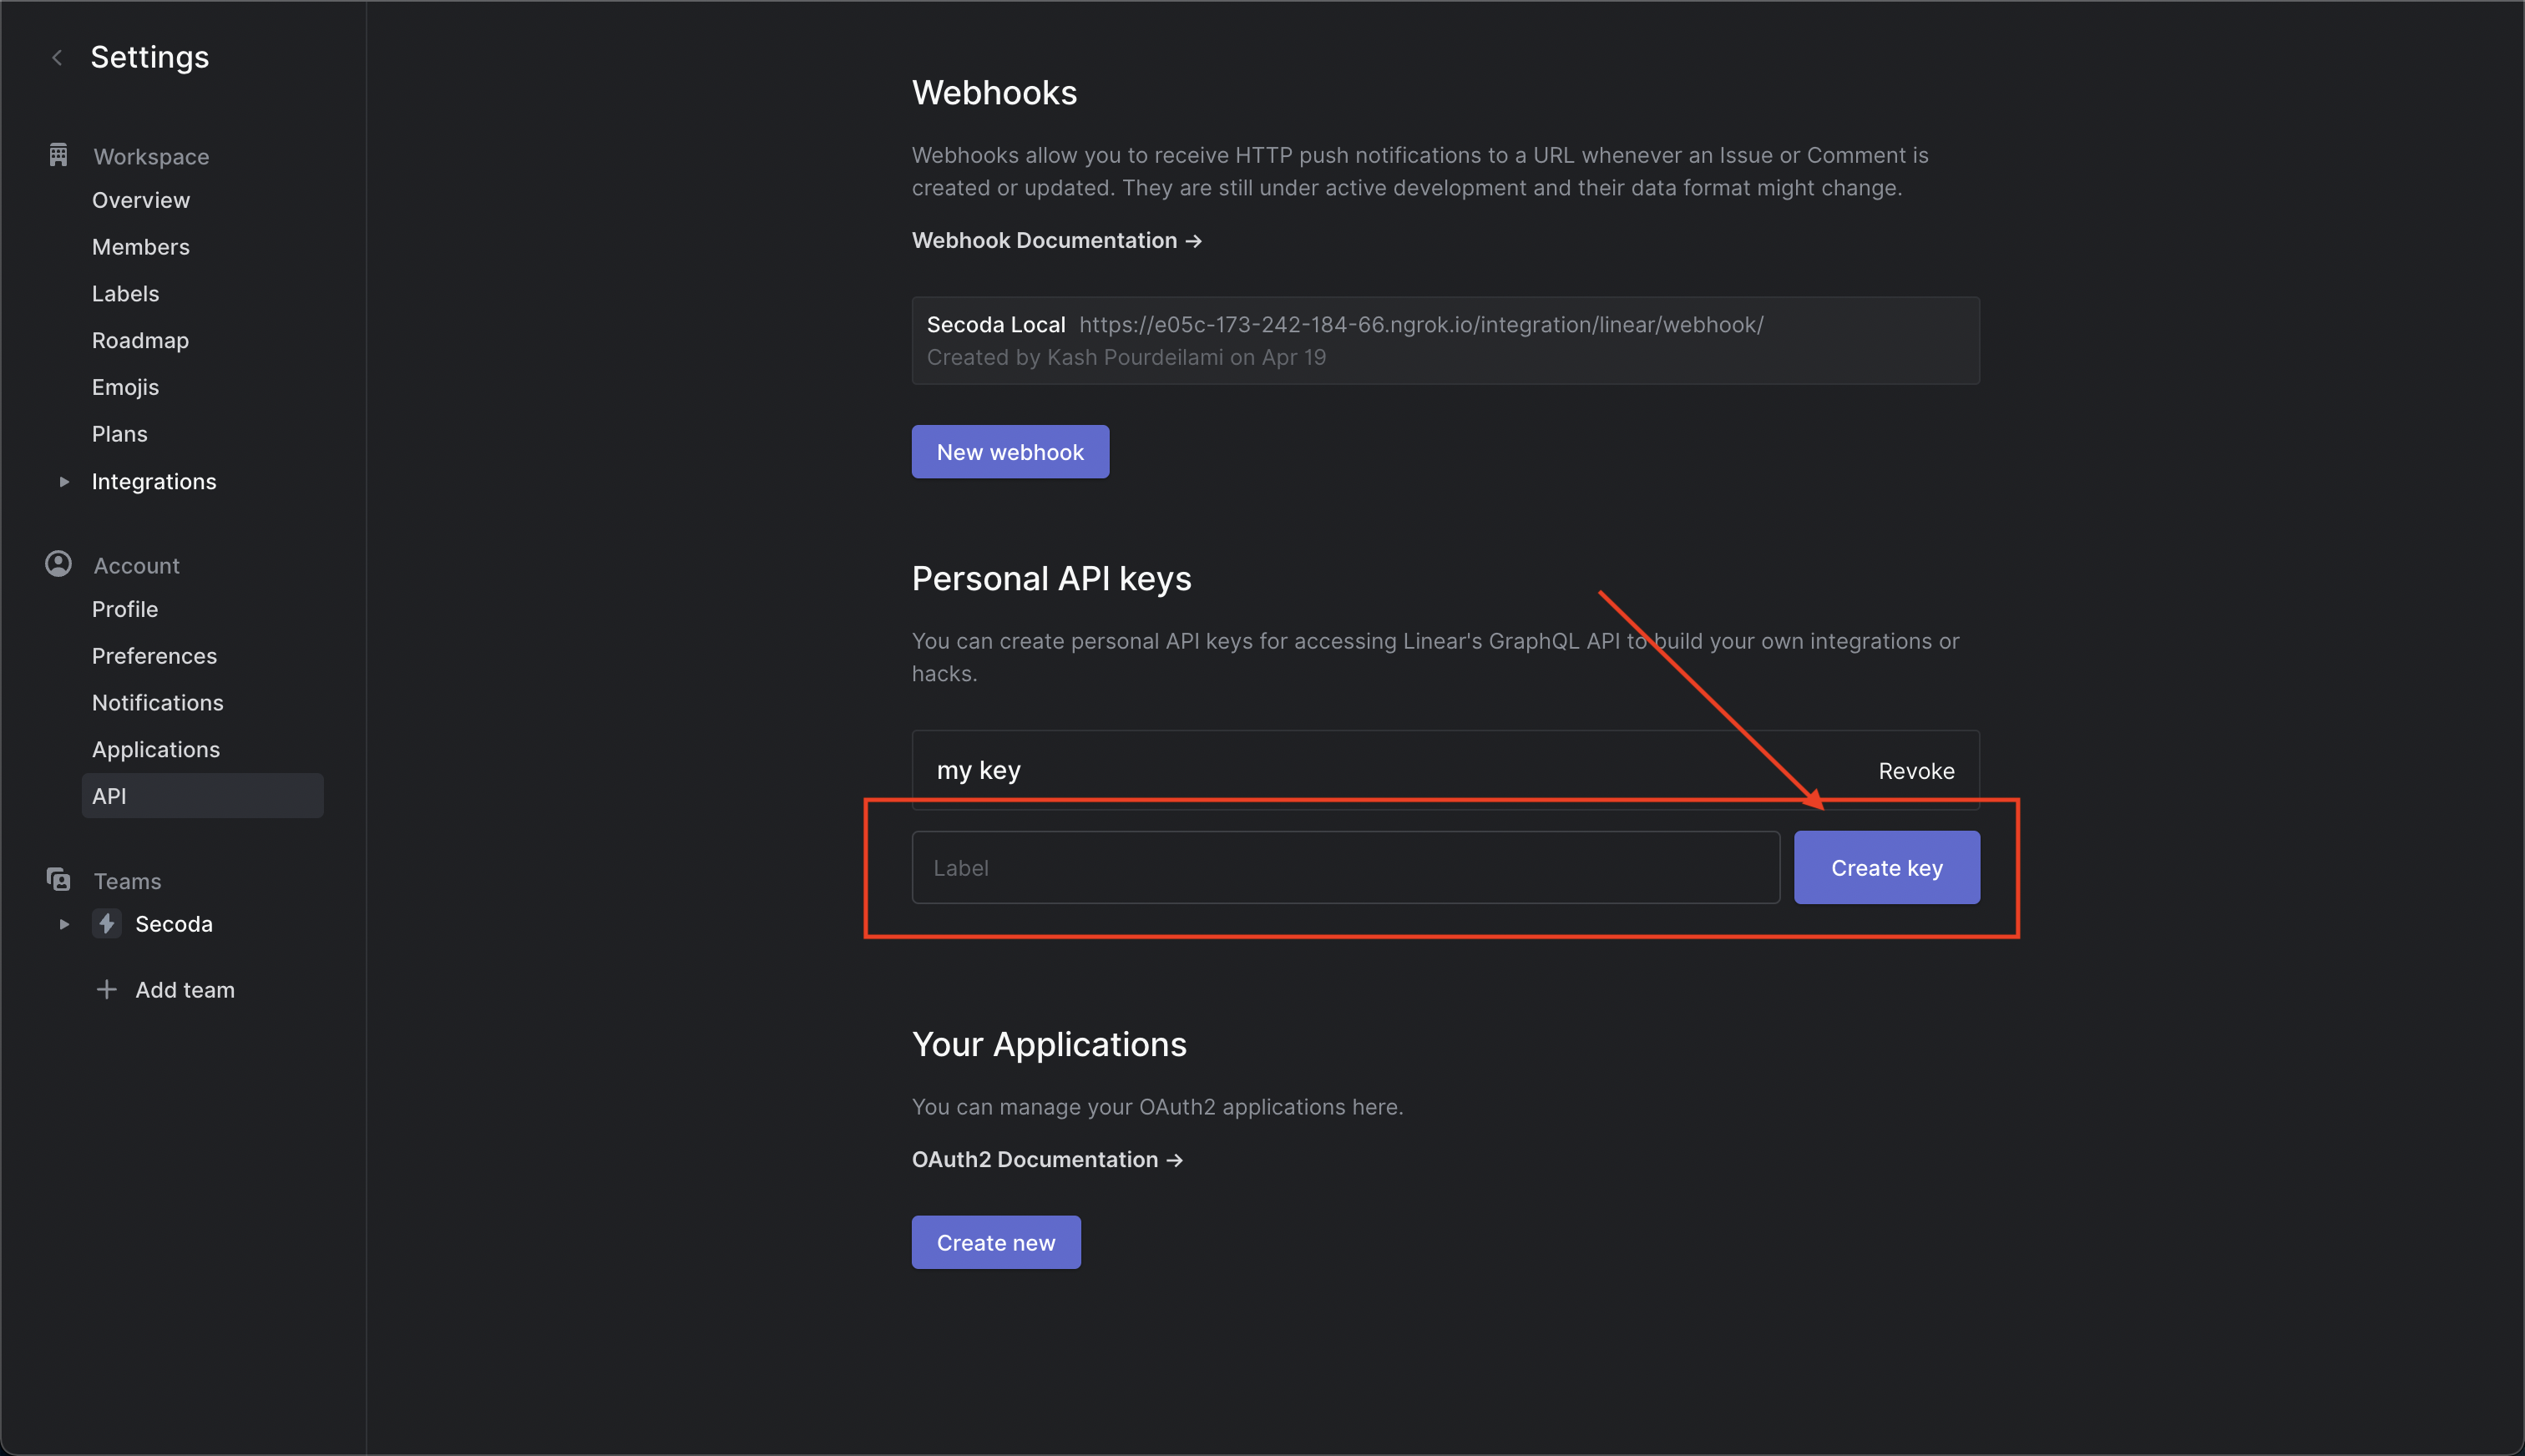 Settings
Workspace
Overview
Members
Labels
Roadmap
Emojis
Plans
Integrations
Account
Profile
Preferences
Notifications
Applications
API
Teams
Secoda
Add team
Webhooks
Webhooks allow you to receive HTTP push notifications to a URL whenever an Issue or Comment is
created or updated. They are still under active development and their data format might change.
Webhook Documentation →
Secoda Local https://e05c-173-242-184-66.ngrok.io/integration/linear/webhook/
Created by Kash Pourdeilami on Apr 19
New webhook
Personal API keys
You can create personal API keys for accessing Linear's GraphQL API to build your own integrations or
hacks.
my key Revoke
Label Create key
Your Applications
You can manage your OAuth2 applications here.
OAuth2 Documentation →
Create new